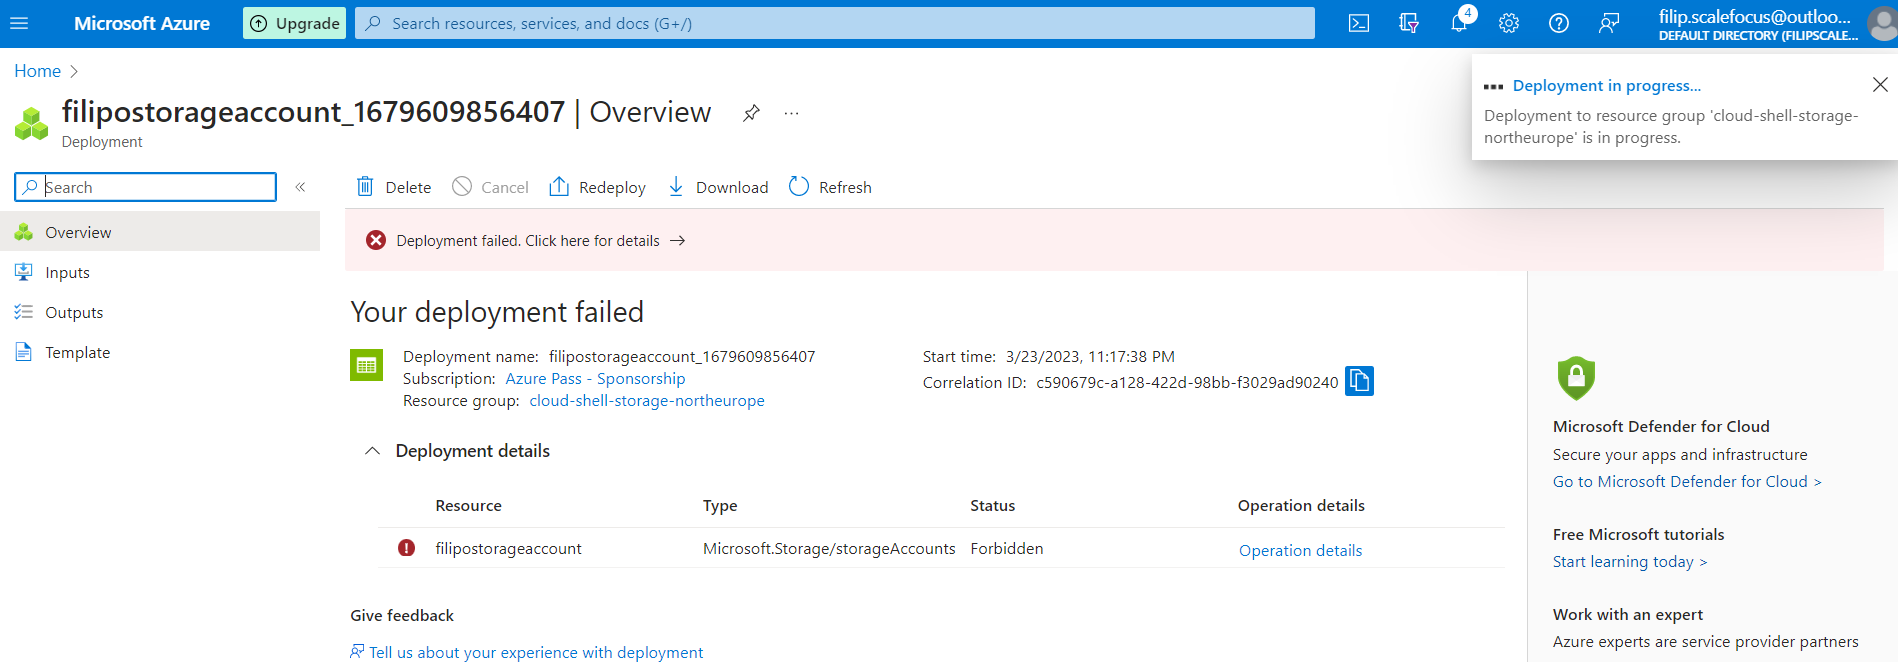 Microsoft Azure
Upgrade
Search resources, services, and docs (G+/)
4
filip.scalefocus@outloo...
DEFAULT DIRECTORY (FILIPSCALE...
Home >
filipostorageaccount_1679609856407 | Overview
Deployment
Deployment in progress...
Deployment to resource group 'cloud-shell-storage-
northeurope' is in progress.
Search
«
Delete
Cancel
Redeploy
Download
Refresh
Overview
Inputs
Outputs
Template
Deployment failed. Click here for details →
Your deployment failed
Deployment name: filipostorageaccount_1679609856407
Subscription: Azure Pass - Sponsorship
Resource group: cloud-shell-storage-northeurope
Start time: 3/23/2023, 11:17:38 PM
Correlation ID: c590679c-a128-422d-98bb-f3029ad90240
Deployment details
Resource Type Status Operation details
filipostorageaccount Microsoft.Storage/storageAccounts Forbidden Operation details
Give feedback
Tell us about your experience with deployment
Microsoft Defender for Cloud
Secure your apps and infrastructure
Go to Microsoft Defender for Cloud >
Free Microsoft tutorials
Start learning today >
Work with an expert
Azure experts are service provider partners